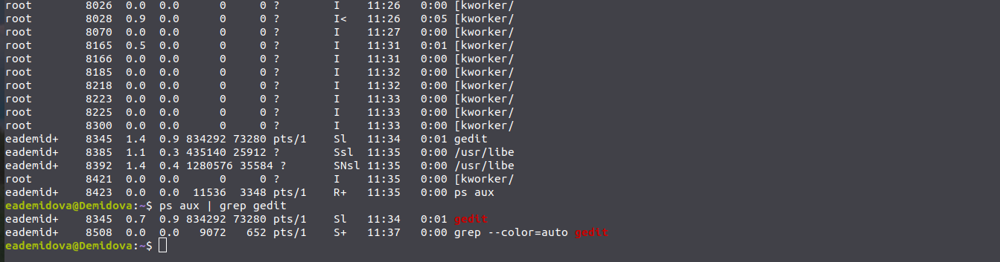 root        8026  0.0  0.0      0     0 ?        I    11:26   0:00 [kworker/
root        8028  0.9  0.0      0     0 ?        I<   11:26   0:05 [kworker/
root        8070  0.0  0.0      0     0 ?        I    11:27   0:00 [kworker/
root        8165  0.5  0.0      0     0 ?        I    11:31   0:01 [kworker/
root        8166  0.0  0.0      0     0 ?        I    11:31   0:00 [kworker/
root        8185  0.0  0.0      0     0 ?        I    11:32   0:00 [kworker/
root        8218  0.0  0.0      0     0 ?        I    11:32   0:00 [kworker/
root        8223  0.0  0.0      0     0 ?        I    11:33   0:00 [kworker/
root        8225  0.0  0.0      0     0 ?        I    11:33   0:00 [kworker/
root        8300  0.0  0.0      0     0 ?        I    11:33   0:00 [kworker/
eademid+    8345  1.4  0.9 834292 73280 pts/1    Sl   11:34   0:01 gedit
eademid+    8385  1.1  0.3 435140 25912 ?        Ssl  11:35   0:00 /usr/libe
eademid+    8392  1.4  0.4 1280576 35584 ?       SNsl 11:35   0:00 /usr/libe
root        8421  0.0  0.0      0     0 ?        I    11:35   0:00 [kworker/
eademid+    8423  0.0  0.0  11536  3348 pts/1    R+   11:35   0:00 ps aux
eademidova@Demidova:~$ ps aux | grep gedit
eademid+    8345  0.7  0.9 834292 73280 pts/1    Sl   11:34   0:01 gedit
eademid+    8508  0.0  0.0   9072   652 pts/1    S+   11:37   0:00 grep --color=auto gedit
eademidova@Demidova:~$